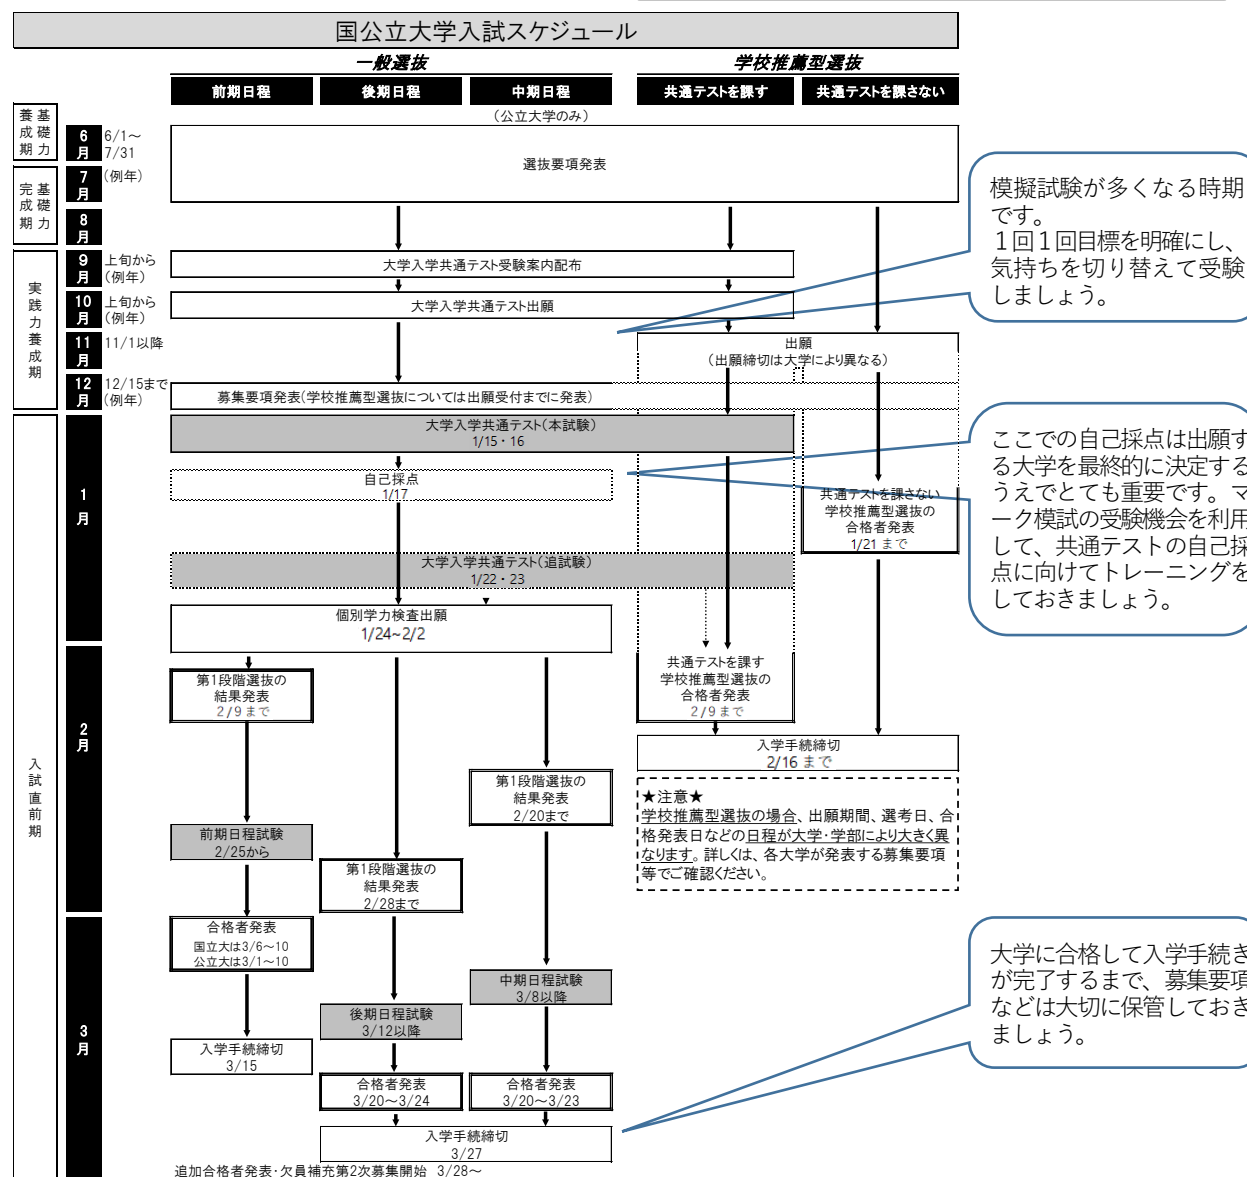 国公立大学入試スケジュール
一般選抜
学校推薦型選抜
前期日程
後期日程
中期日程
共通テストを課す
共通テストを課さない
(公立大学のみ)
基礎力
養成期
6月
6/1～
7/31
(例年)
選抜要項発表
基礎力
完成期
7月
8月
模擬試験が多くなる時期
です。
１回１回目標を明確にし、
気持ちを切り替えて受験
しましょう。
実践力養成期
9月
上旬から
(例年)
大学入学共通テスト受験案内配布
10月
上旬から
(例年)
大学入学共通テスト出願
11月
11/1以降
出願
（出願締切は大学により異なる）
12月
12/15まで
(例年)
募集要項発表(学校推薦型選抜については出願受付までに発表)
入試直前期
1月
大学入学共通テスト(本試験)
1/15・16
自己採点
1/17
共通テストを課さない
学校推薦型選抜の
合格者発表
1/21 まで
ここでの自己採点は出願す
る大学を最終的に決定する
うえでとても重要です。マ
ーク模試の受験機会を利用
して、共通テストの自己採
点に向けてトレーニングを
しておきましょう。
大学入学共通テスト(追試験)
1/22・23
個別学力検査出願
1/24~2/2
2月
第1段階選抜の
結果発表
2/9まで
共通テストを課す
学校推薦型選抜の
合格者発表
2/9まで
入学手続締切
2/16 まで
第1段階選抜の
結果発表
2/20まで
★注意★
学校推薦型選抜の場合、出願期間、選考日、合
格発表日などの日程が大学・学部により大きく異
なります。詳しくは、各大学が発表する募集要項
等でご確認ください。
前期日程試験
2/25から
第1段階選抜の
結果発表
2/28まで
3月
合格者発表
国立大は3/6～10
公立大は3/1～10
中期日程試験
3/8以降
後期日程試験
3/12以降
大学に合格して入学手続き
が完了するまで、募集要項
などは大切に保管しておき
ましょう。
入学手続締切
3/15
合格者発表
3/20～3/24
合格者発表
3/20～3/23
入学手続締切
3/27
追加合格者発表・欠員補充第2次募集開始 3/28～